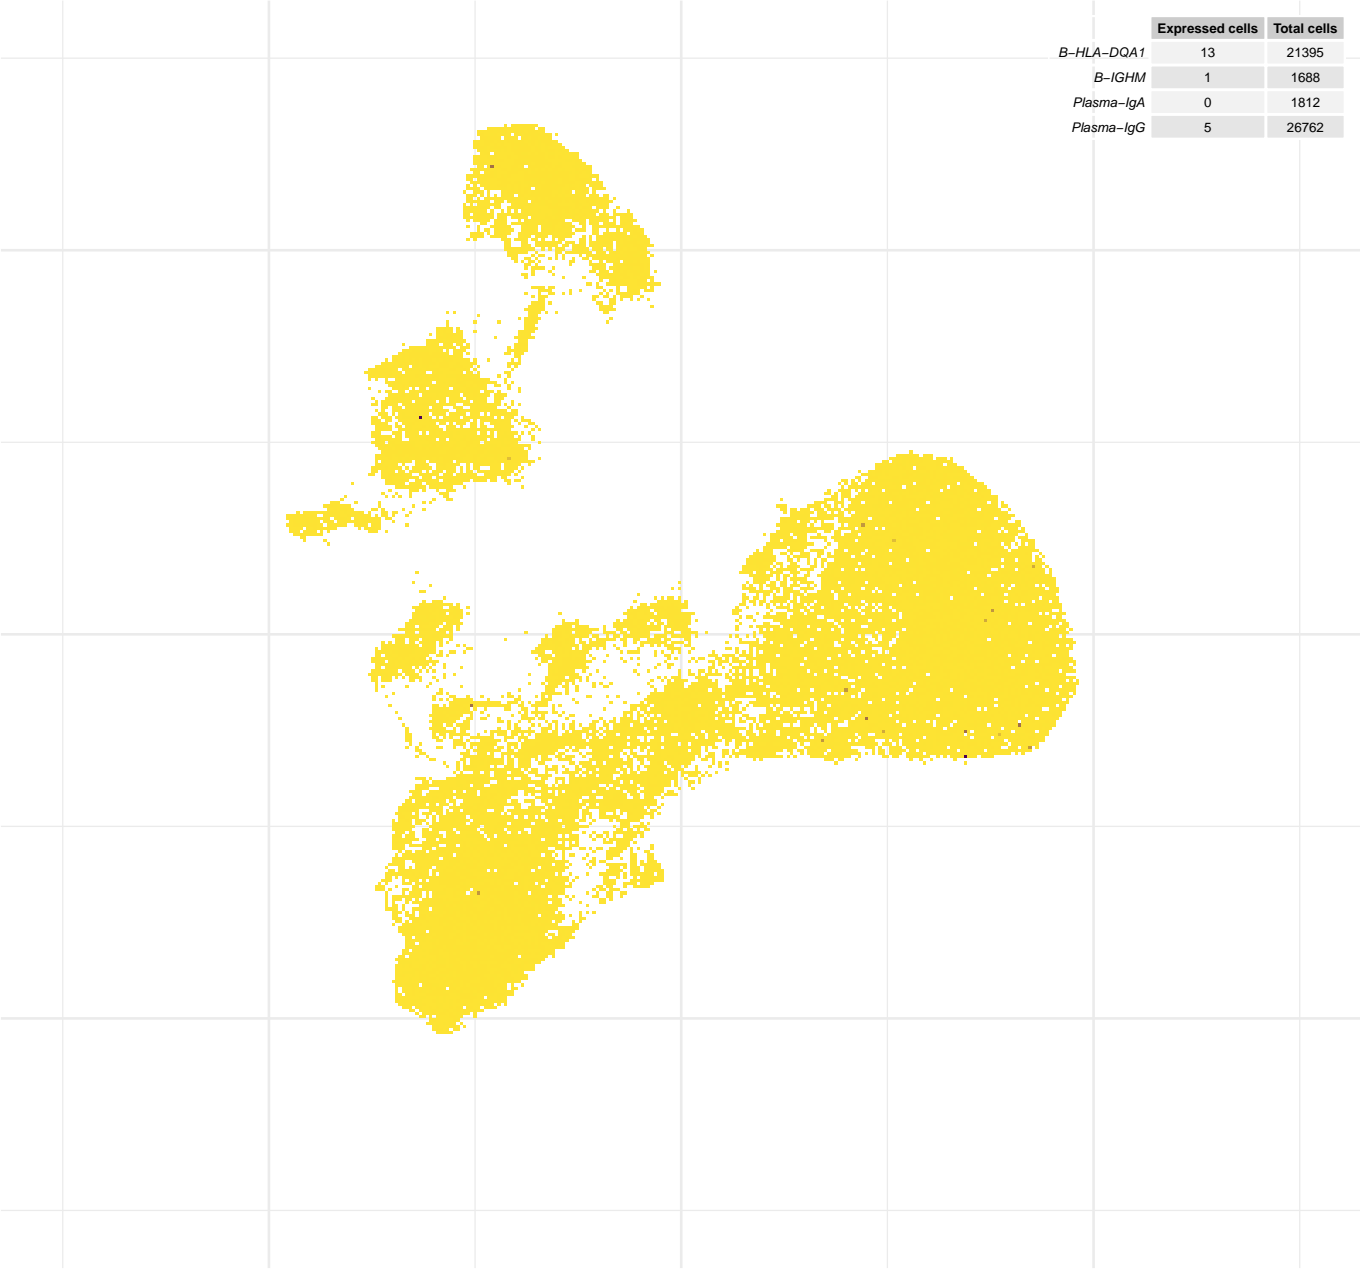 Expressed cells Total cells
B−HLA−DQA1 13 21395
B−IGHM 1 1688
Plasma−IgA 0 1812
Plasma−IgG 5 26762